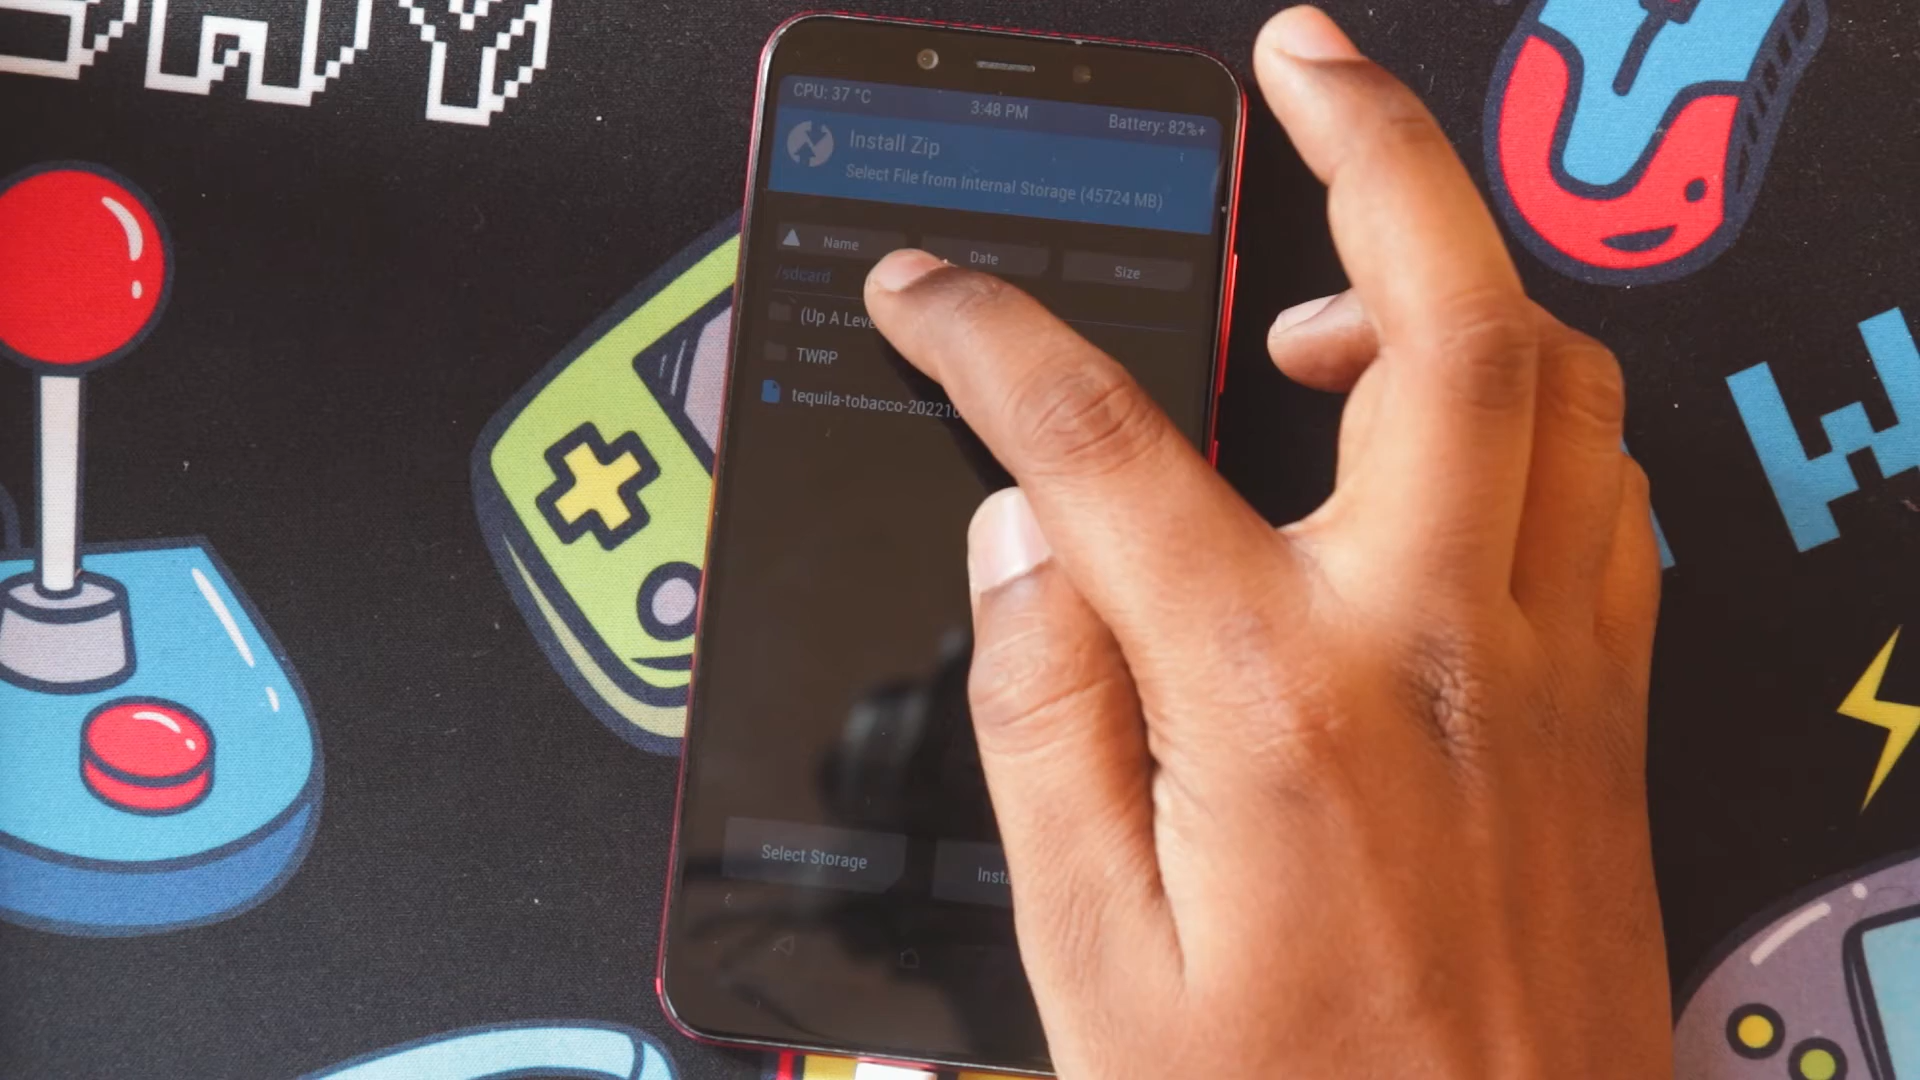 CPU: 37 °C
3:48 PM
Battery: 82%+
Install Zip
Select File from Internal Storage (45724 MB)
Name
Date
Size
/sdcard
(Up A Leve
TWRP
tequila-tobacco-202210
Select Storage
Insta